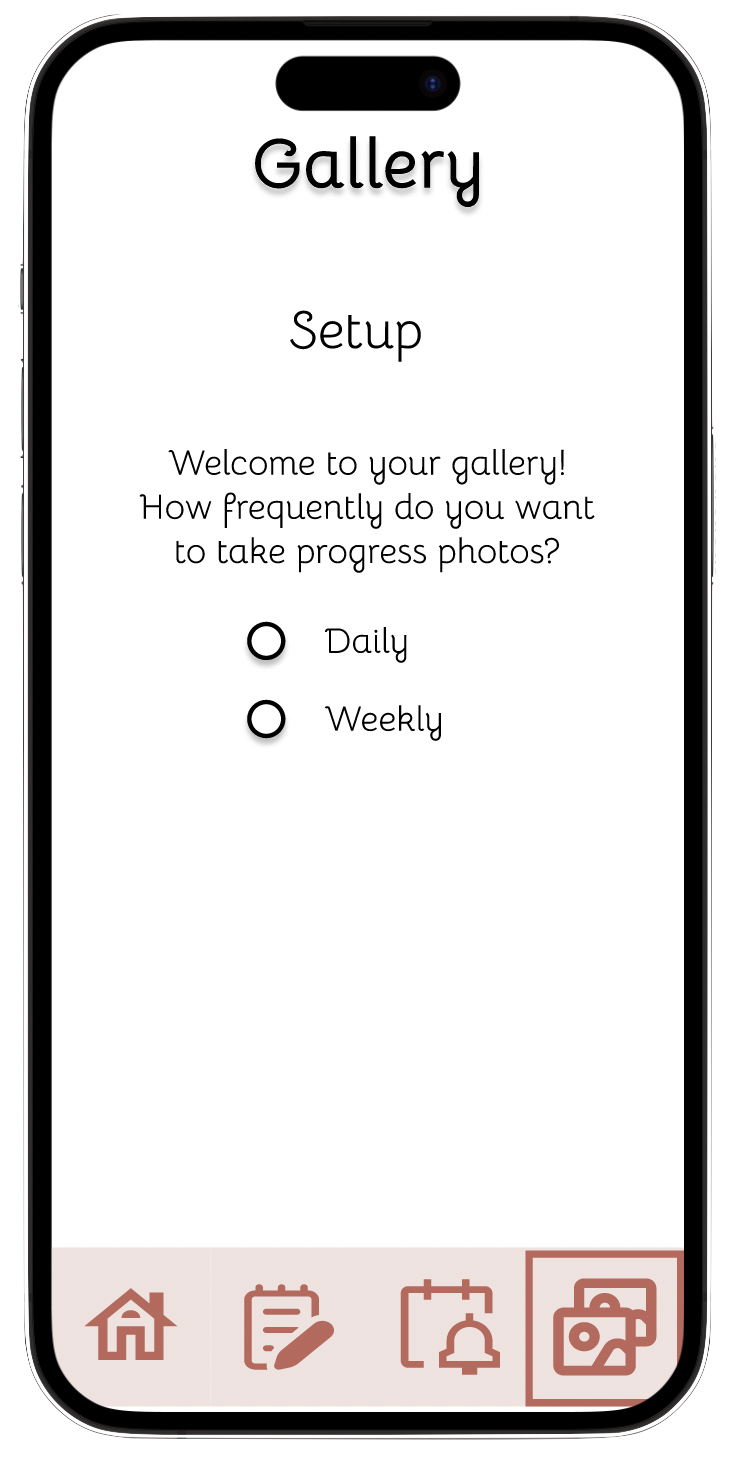 Gallery
Setup
Welcome to your gallery!
How frequently do you want
to take progress photos?
Daily
Weekly